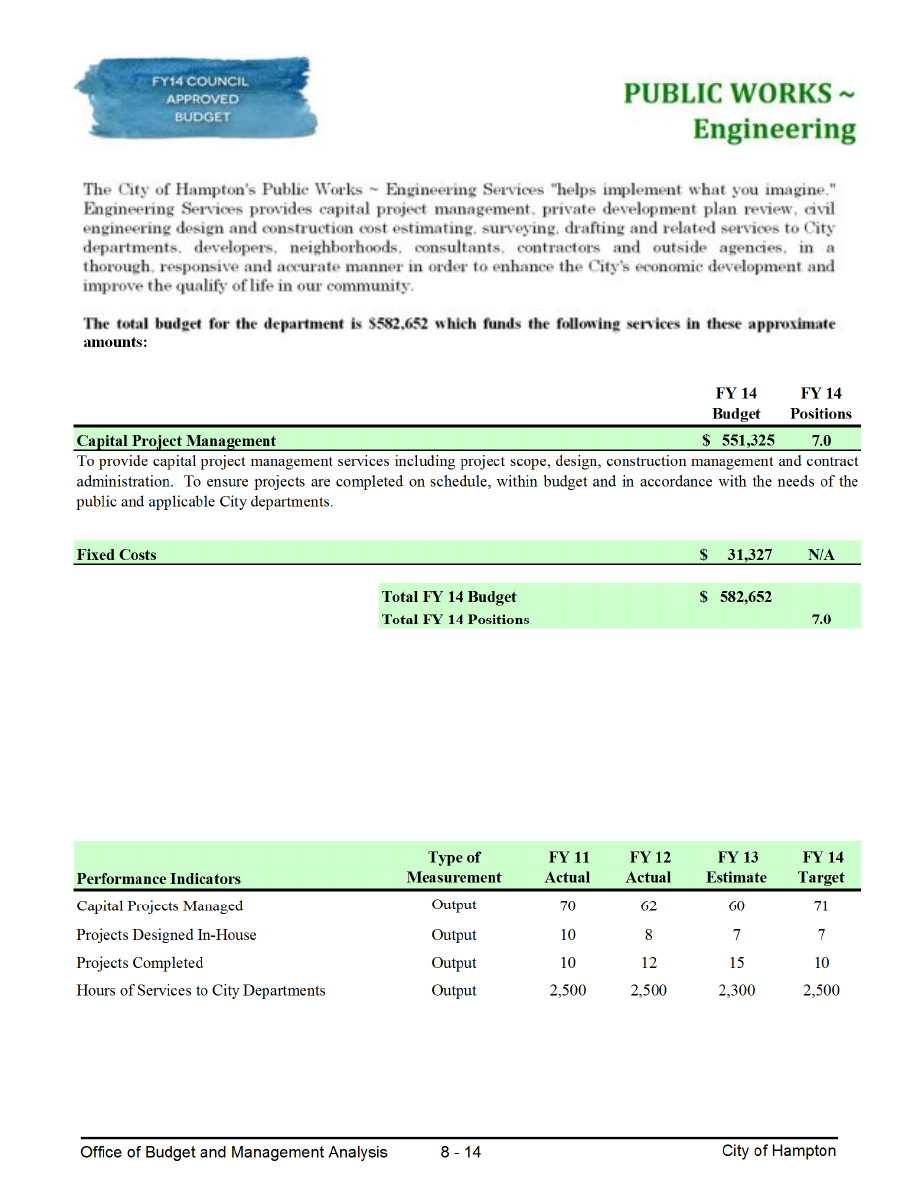 FY14 COUNCIL
APPROVED
BUDGET
PUBLIC WORKS ~
Engineering
The City of Hampton's Public Works ~ Engineering Services "helps implement what you imagine."
Engineering Services provides capital project management, private development plan review, civil
engineering design and construction cost estimating, surveying, drafting and related services to City
departments, developers, neighborhoods, consultants, contractors and outside agencies, in a
thorough, responsive and accurate manner in order to enhance the City's economic development and
improve the qualify of life in our community.
The total budget for the department is $582,652 which funds the following services in these approximate
amounts:
FY 14 FY 14
Budget Positions
Capital Project Management $ 551,325 7.0
To provide capital project management services including project scope, design, construction management and contract
administration. To ensure projects are completed on schedule, within budget and in accordance with the needs of the
public and applicable City departments.
Fixed Costs $ 31,327 N/A
Total FY 14 Budget $ 582,652
Total FY 14 Positions 7.0
Type of FY 11 FY 12 FY 13 FY 14
Performance Indicators Measurement Actual Actual Estimate Target
Capital Projects Managed Output 70 62 60 71
Projects Designed In-House Output 10 8 7 7
Projects Completed Output 10 12 15 10
Hours of Services to City Departments Output 2,500 2,500 2,300 2,500
Office of Budget and Management Analysis 8 - 14 City of Hampton